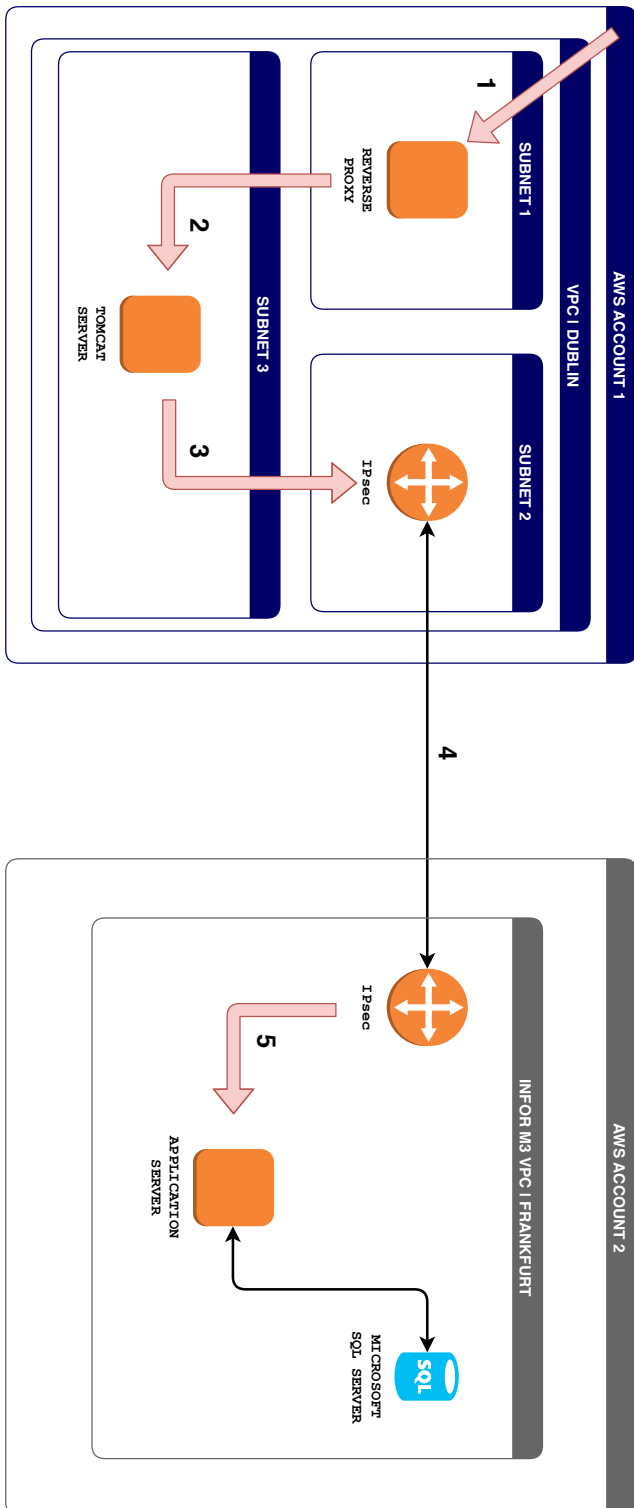 AWS ACCOUNT 1
VPC | DUBLIN
SUBNET 1
1
REVERSE
PROXY
SUBNET 2
IPsec
2
3
SUBNET 3
TOMCAT
SERVER
4
AWS ACCOUNT 2
INFOR M3 VPC | FRANKFURT
IPsec
5
APPLICATION
SERVER
SQL
MICROSOFT
SQL SERVER